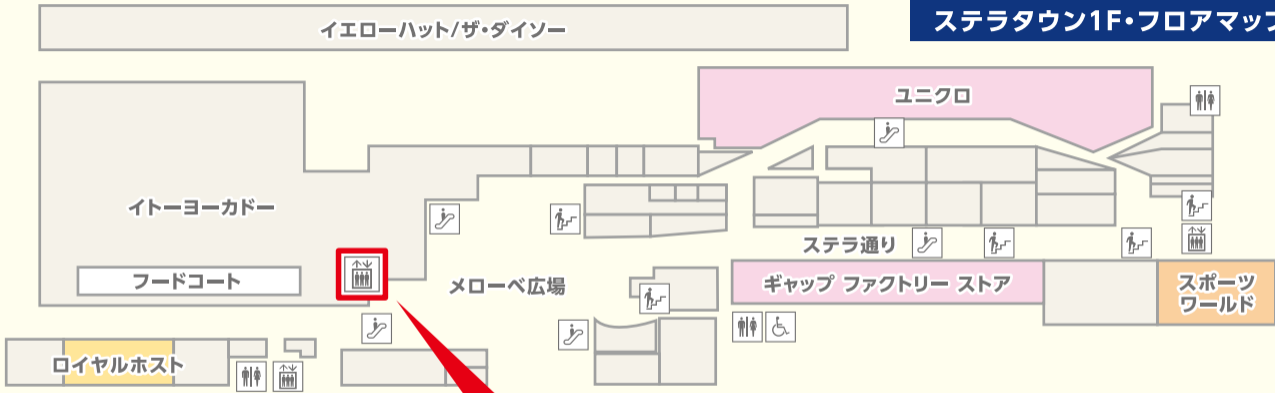 イエローハット/ザ・ダイソー
ステラタウン1F・フロアマップ
ユニクロ
イトーヨーカドー
フードコート
メローペ広場
ステラ通り
ギャップ ファクトリー ストア
スポーツ
ワールド
ロイヤルホスト